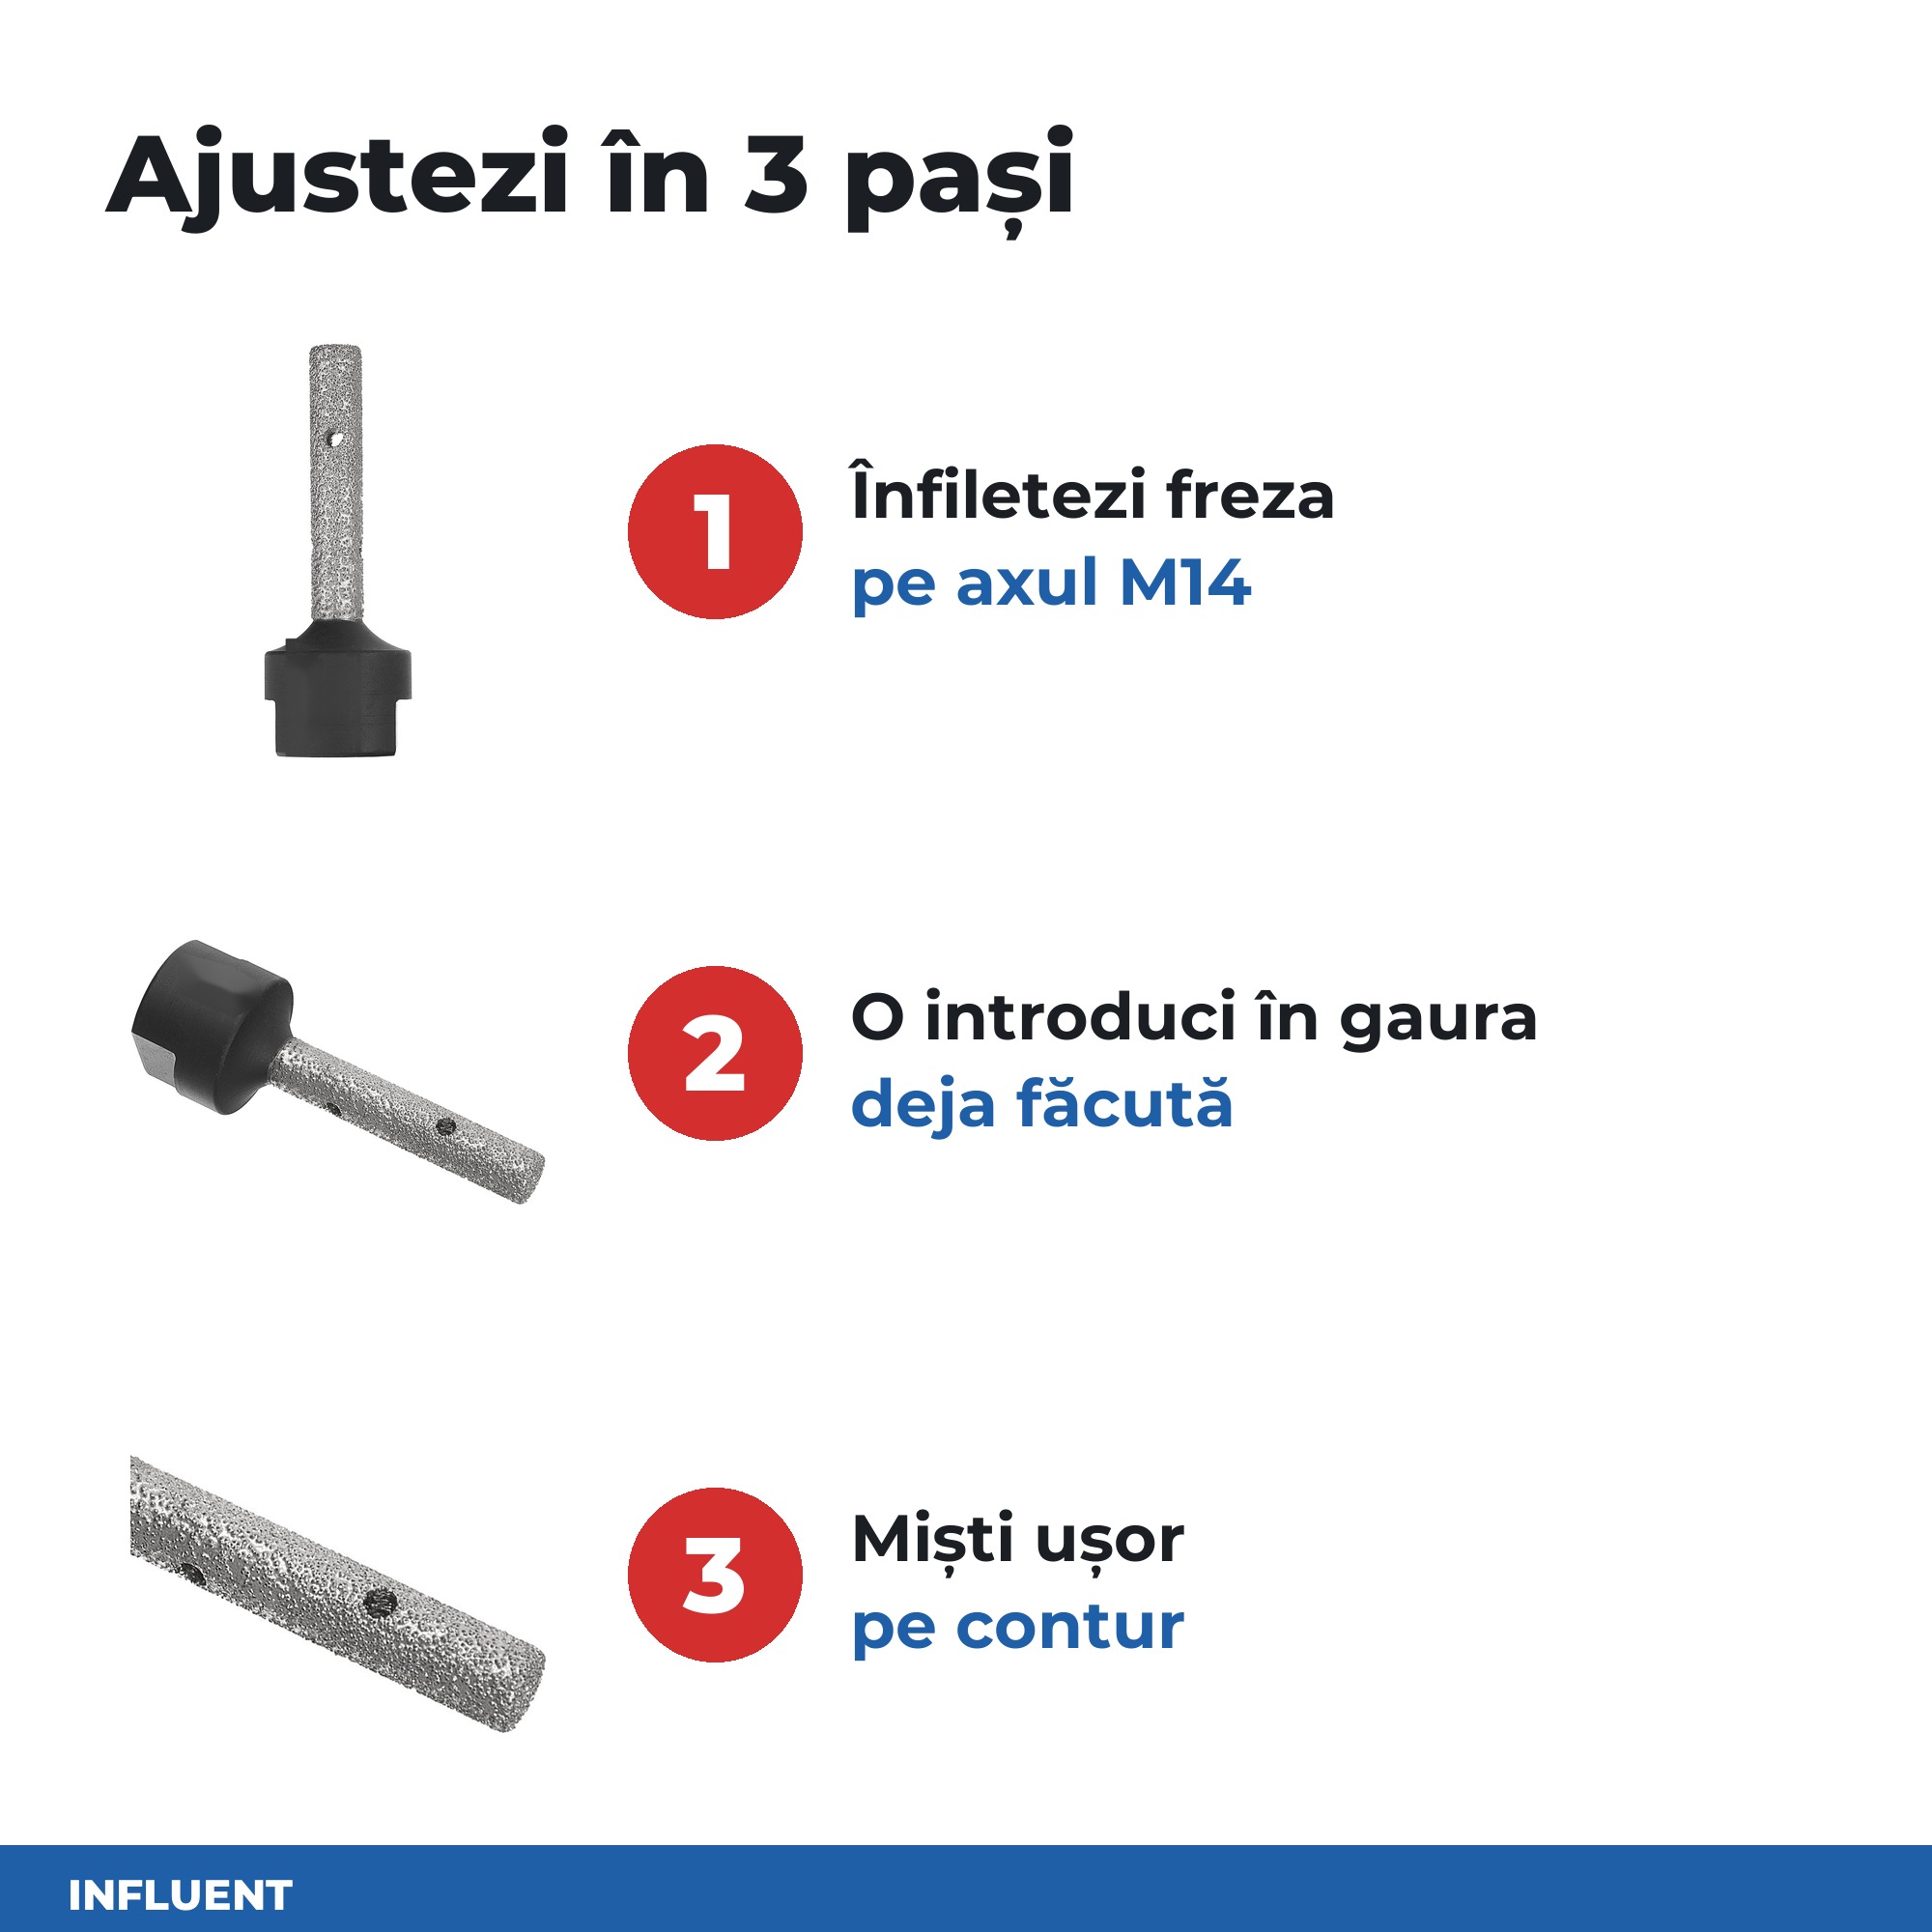 Ajustezi în 3 pași
1
Înfiletezi freza
pe axul M14
2
O introduci în gaura
deja făcută
3
Miști ușor
pe contur
INFLUENT